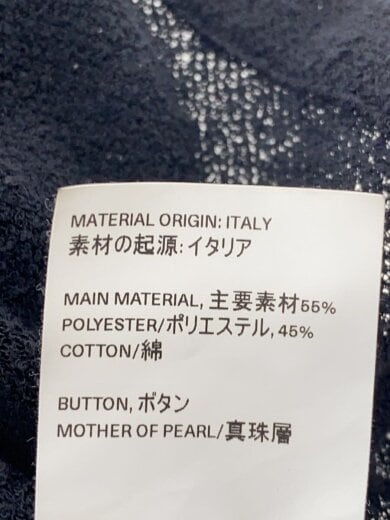 MATERIAL ORIGIN: ITALY
素材の起源: イタリア
MAIN MATERIAL, 主要素材55%
POLYESTER/ポリエステル, 45%
COTTON/綿
BUTTON, ボタン
MOTHER OF PEARL/真珠層